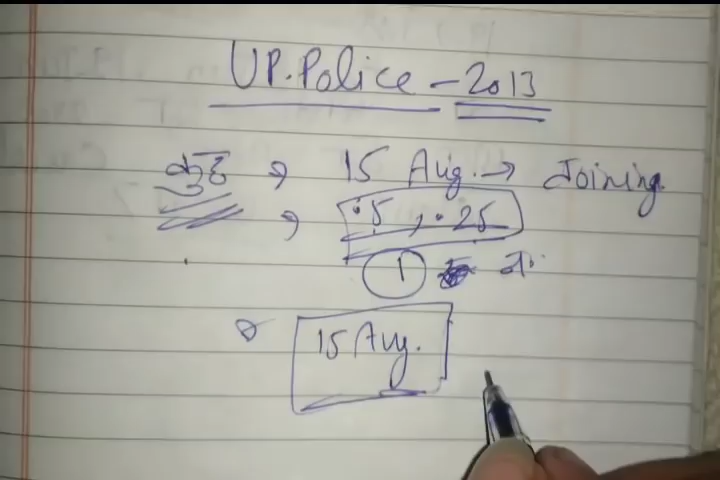 UP. Police - 2013
15 Aug. → Joining
.5, .25
1
15 Aug.